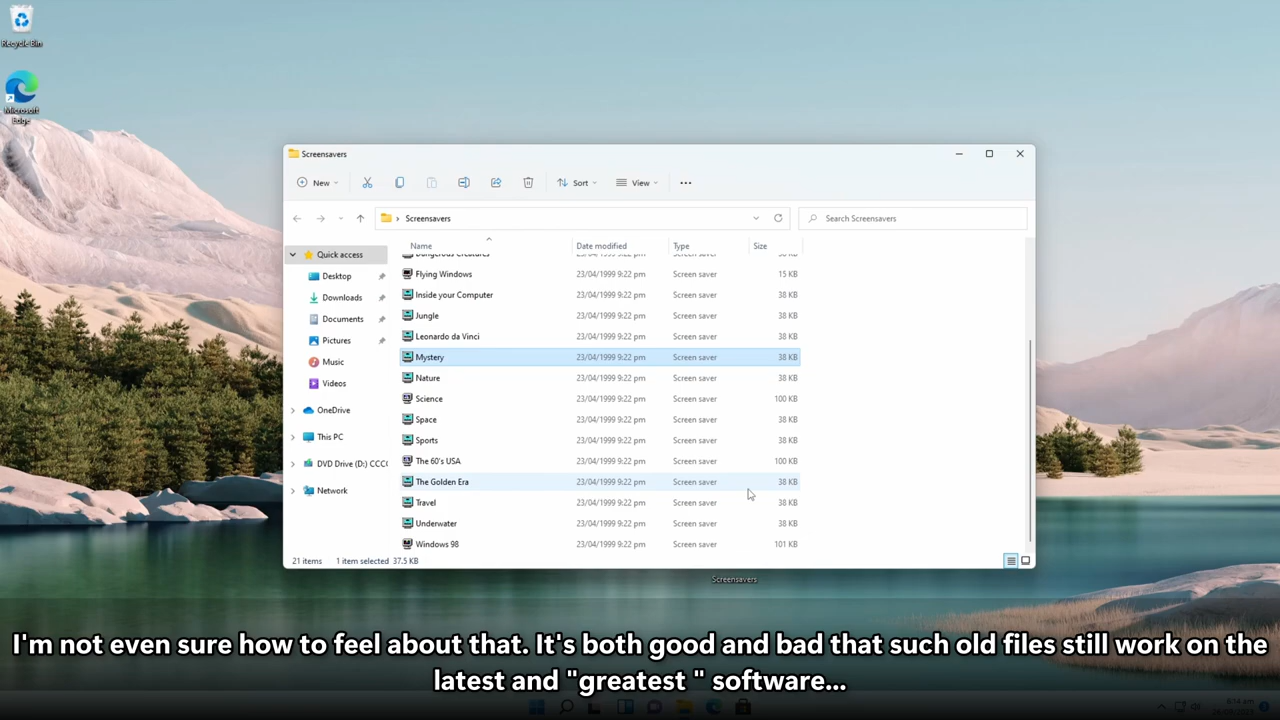 Recycle Bin
Microsoft
Edge
Screensavers
New
Sort
View
Screensavers
Search Screensavers
Name Date modified Type Size
Quick access
Desktop
Downloads
Documents
Pictures
Music
Videos
OneDrive
This PC
DVD Drive (D:) CCC
Network
Dangerous Creatures 23/04/1999 9:22 pm Screen saver 38 KB
Flying Windows 23/04/1999 9:22 pm Screen saver 15 KB
Inside your Computer 23/04/1999 9:22 pm Screen saver 38 KB
Jungle 23/04/1999 9:22 pm Screen saver 38 KB
Leonardo da Vinci 23/04/1999 9:22 pm Screen saver 38 KB
Mystery 23/04/1999 9:22 pm Screen saver 38 KB
Nature 23/04/1999 9:22 pm Screen saver 38 KB
Science 23/04/1999 9:22 pm Screen saver 100 KB
Space 23/04/1999 9:22 pm Screen saver 38 KB
Sports 23/04/1999 9:22 pm Screen saver 38 KB
The 60's USA 23/04/1999 9:22 pm Screen saver 100 KB
The Golden Era 23/04/1999 9:22 pm Screen saver 38 KB
Travel 23/04/1999 9:22 pm Screen saver 38 KB
Underwater 23/04/1999 9:22 pm Screen saver 38 KB
Windows 98 23/04/1999 9:22 pm Screen saver 101 KB
21 items 1 item selected 37.5 KB
Screensavers
I'm not even sure how to feel about that. It's both good and bad that such old files still work on the
latest and "greatest " software...